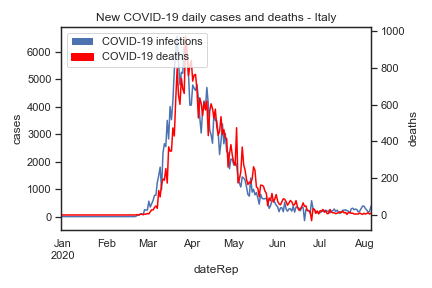 New COVID-19 daily cases and deaths - Italy
COVID-19 infections
COVID-19 deaths
cases
6000
5000
4000
3000
2000
1000
0
1000
800
600
400
200
0
deaths
Jan Feb Mar Apr May Jun Jul Aug
2020
dateRep